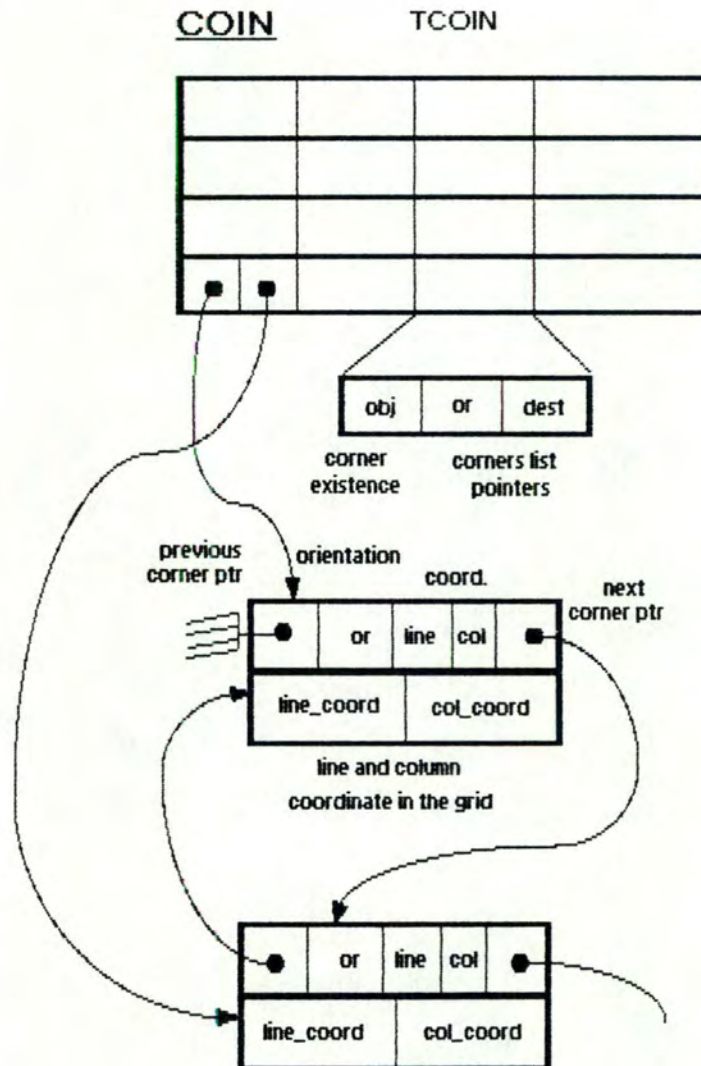 COIN TCOIN
obj or dest
corner existence
corners list pointers
previous corner ptr
orientation
coord.
next corner ptr
or line col
line_coord col_coord
line and column
coordinate in the grid
or line col
line_coord col_coord